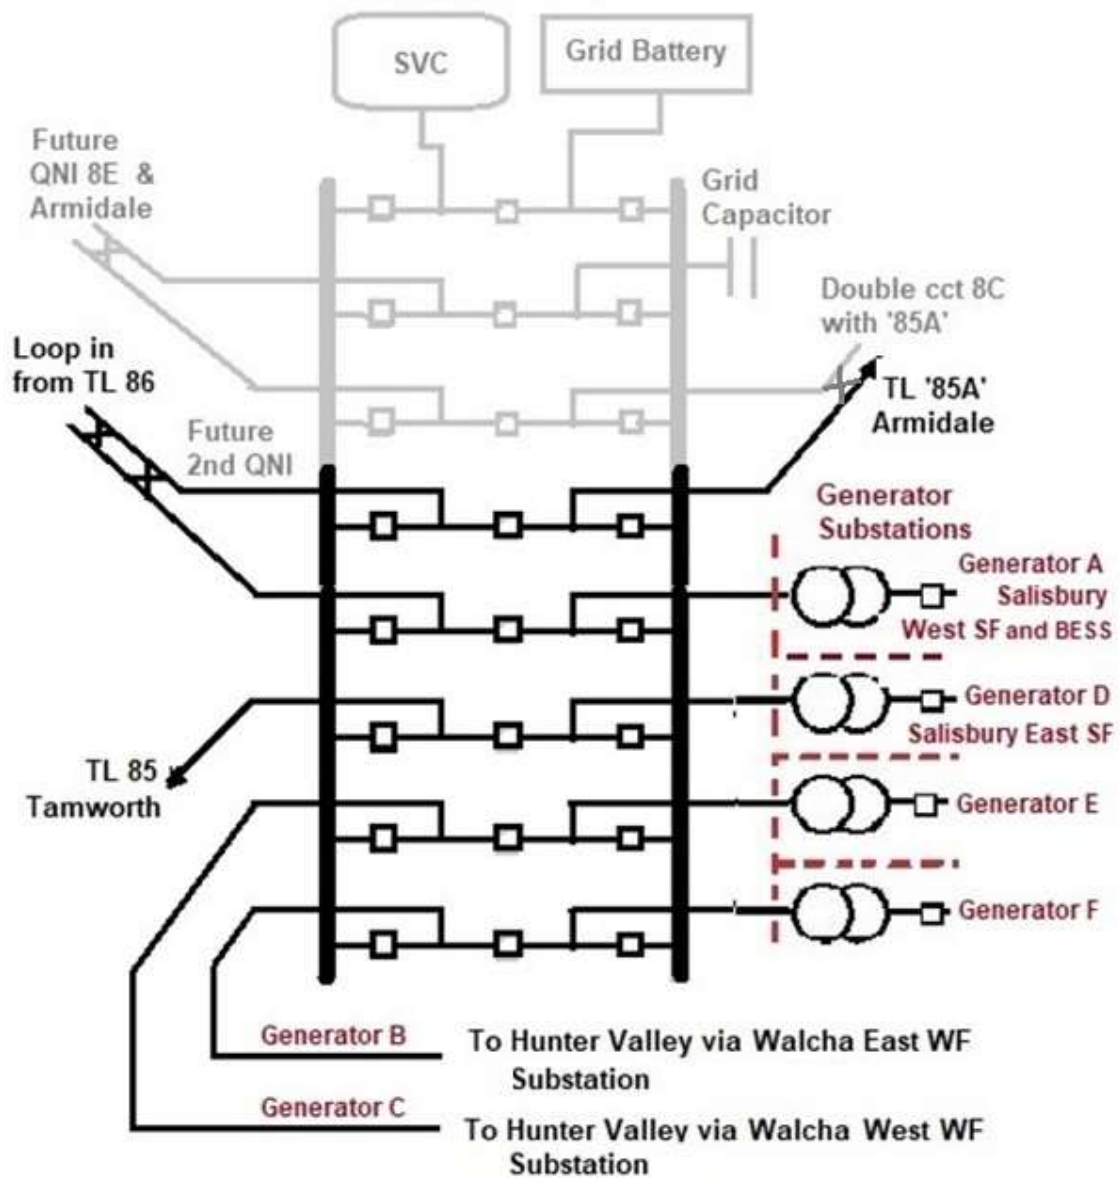 SVC
Grid Battery
Future
QNI 8E &
Armidale
Grid
Capacitor
Double cct 8C
with '85A'
Loop in
from TL 86
TL '85A'
Armidale
Future
2nd QNI
Generator
Substations
Generator A
Salisbury
West SF and BESS
Generator D
Salisbury East SF
TL 85
Tamworth
Generator E
Generator F
Generator B
To Hunter Valley via Walcha East WF
Substation
Generator C
To Hunter Valley via Walcha West WF
Substation